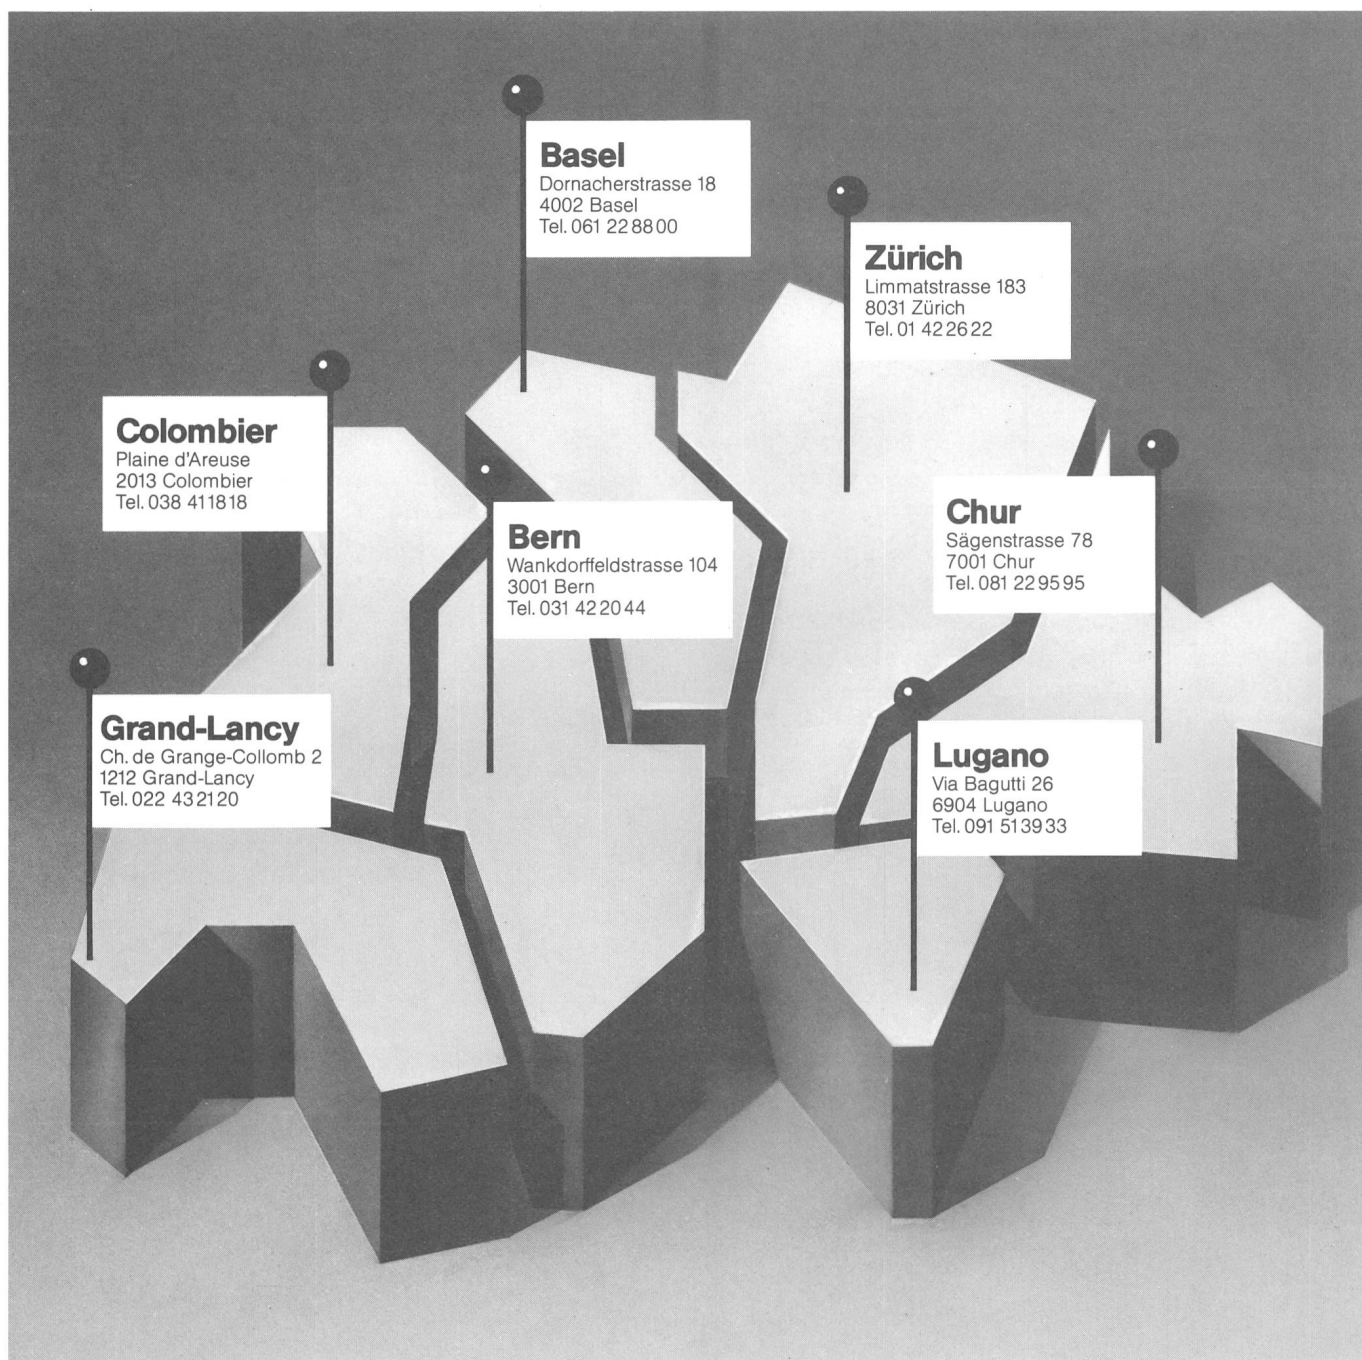 Basel
Dornacherstrasse 18
4002 Basel
Tel. 061 22 88 00
Zürich
Limmatstrasse 183
8031 Zürich
Tel. 01 42 26 22
Colombier
Plaine d'Areuse
2013 Colombier
Tel. 038 41 18 18
Bern
Wankdorffeldstrasse 104
3001 Bern
Tel. 031 42 20 44
Chur
Sägenstrasse 78
7001 Chur
Tel. 081 22 95 95
Grand-Lancy
Ch. de Grange-Collomb 2
1212 Grand-Lancy
Tel. 022 43 21 20
Lugano
Via Bagutti 26
6904 Lugano
Tel. 091 51 39 33